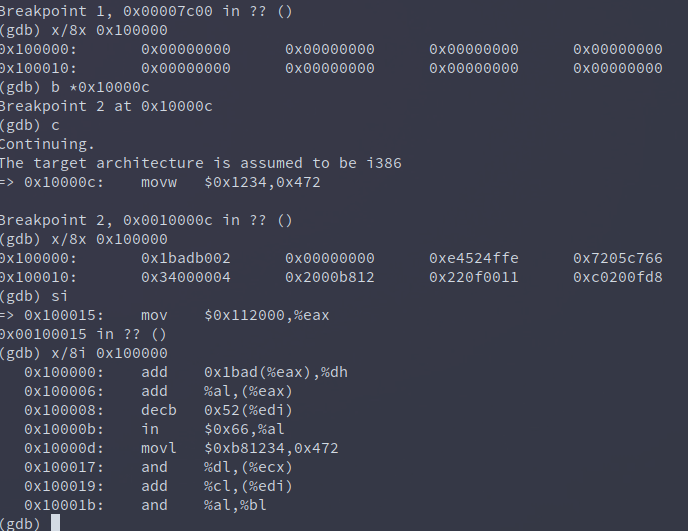 Breakpoint 1, 0x00007c00 in ?? ()
(gdb) x/8x 0x100000
0x100000:	0x00000000	0x00000000	0x00000000	0x00000000
0x100010:	0x00000000	0x00000000	0x00000000	0x00000000
(gdb) b *0x10000c
Breakpoint 2 at 0x10000c
(gdb) c
Continuing.
The target architecture is assumed to be i386
=> 0x10000c:	movw   $0x1234,0x472

Breakpoint 2, 0x0010000c in ?? ()
(gdb) x/8x 0x100000
0x100000:	0x1badb002	0x00000000	0xe4524ffe	0x7205c766
0x100010:	0x34000004	0x2000b812	0x220f0011	0xc0200fd8
(gdb) si
=> 0x100015:	mov    $0x112000,%eax
0x00100015 in ?? ()
(gdb) x/8i 0x100000
   0x100000:	add    0x1bad(%eax),%dh
   0x100006:	add    %al,(%eax)
   0x100008:	decb   0x52(%edi)
   0x10000b:	in     $0x66,%al
   0x10000d:	movl   $0xb81234,0x472
   0x100017:	and    %dl,(%ecx)
   0x100019:	add    %cl,(%edi)
   0x10001b:	and    %al,%bl
(gdb)